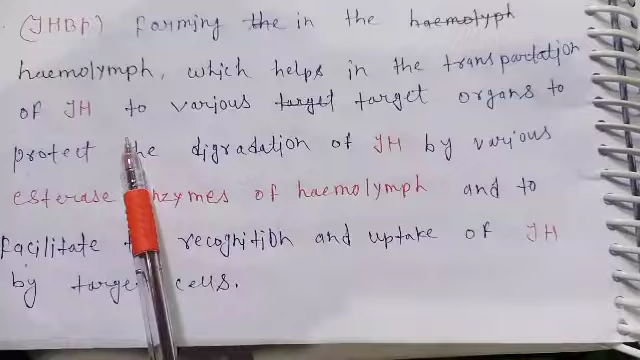 (JHBP) Forming the in the haemolyph
haemolymph, which helps in the transportation
of JH to various target target organs to
protect the digradation of JH by various
esterase enzymes of haemolymph and to
facilitate recognition and uptake of JH
by target cells.